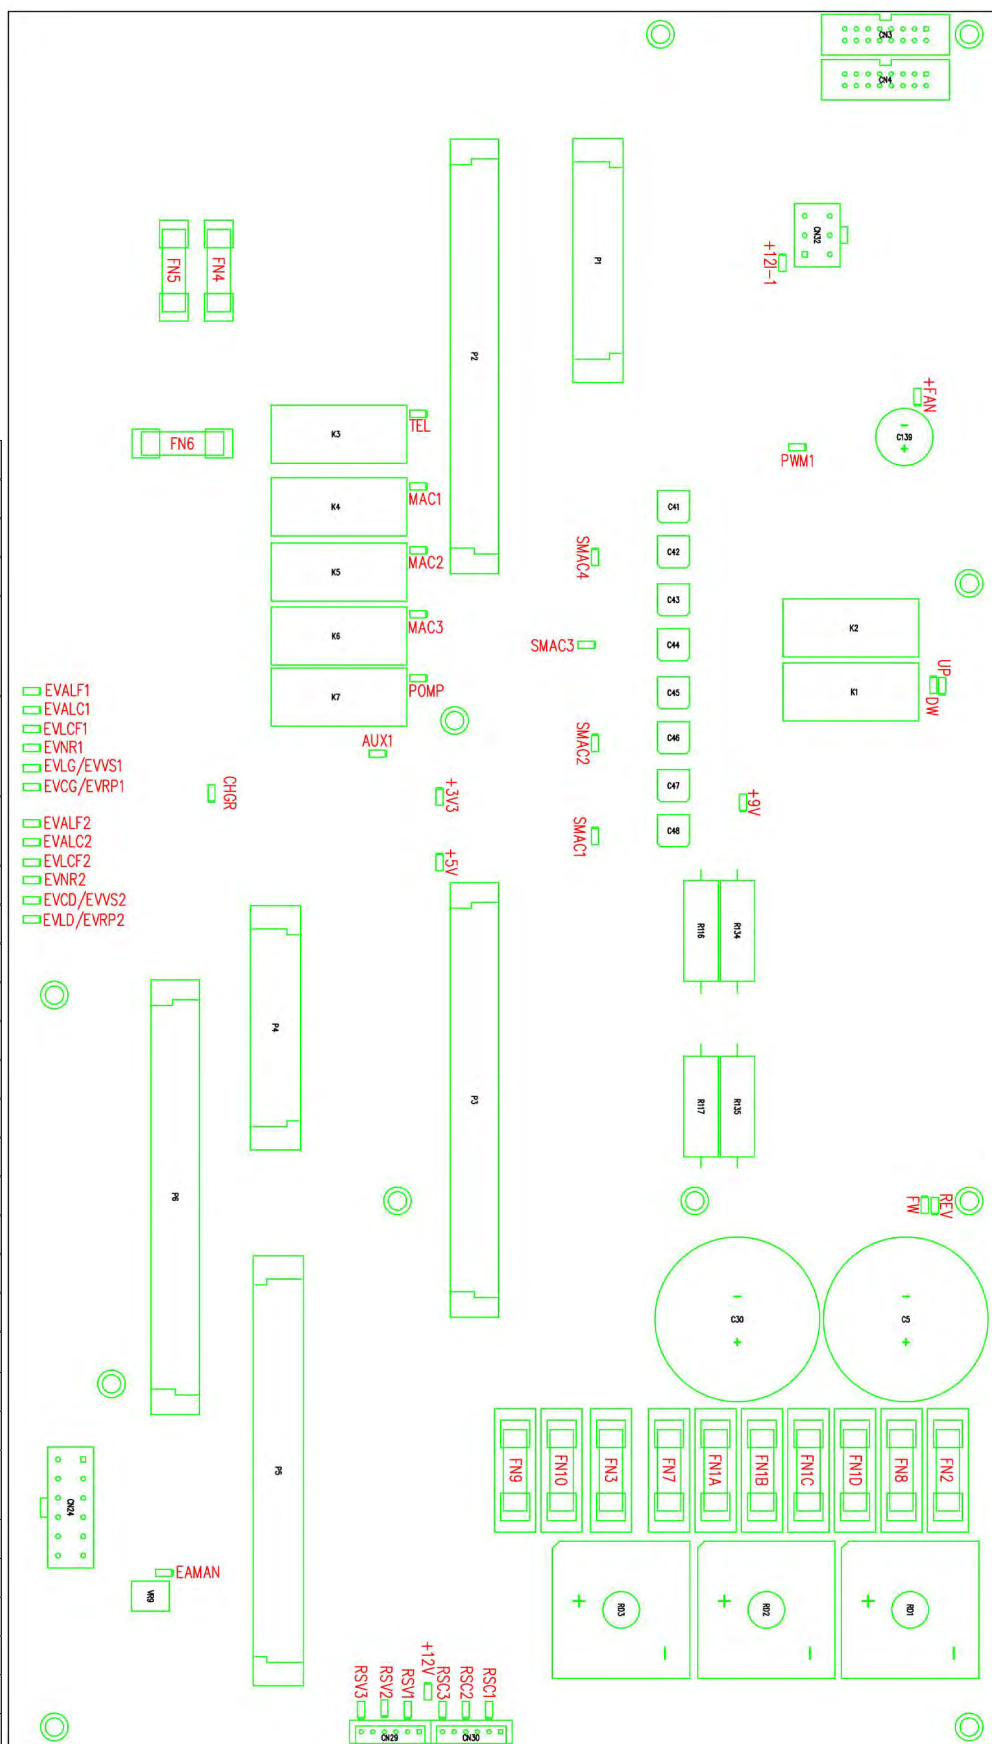 CN3
CN4
CN32
+12I-1
P1
P2
FN5
FN4
+FAN
C139
PWM1
FN6
K3
TEL
K4
MAC1
K5
MAC2
K6
MAC3
K7
POMP
AUX1
C41
C42
C43
C44
C45
C46
C47
C48
SMAC4
SMAC3
SMAC2
SMAC1
K2
K1
UP
DW
EVALF1
EVALC1
EVLCF1
EVNR1
EVLG/EVVS1
EVCG/EVRP1
EVALF2
EVALC2
EVLCF2
EVNR2
EVCD/EVVS2
EVLD/EVRP2
CHGR
+3V3
+5V
+9V
R116
R134
R117
R135
P4
P3
P6
FW
REV
C30
- +
C5
- +
P5
FN9
FN10
FN3
FN7
FN1A
FN1B
FN1C
FN1D
FN8
FN2
CN24
EAMAN
VR9
+ RD3 -
+ RD2 -
+ RD1 -
RSV3
RSV2
RSV1
+12V
RSC3
RSC2
RSC1
CN29
CN30